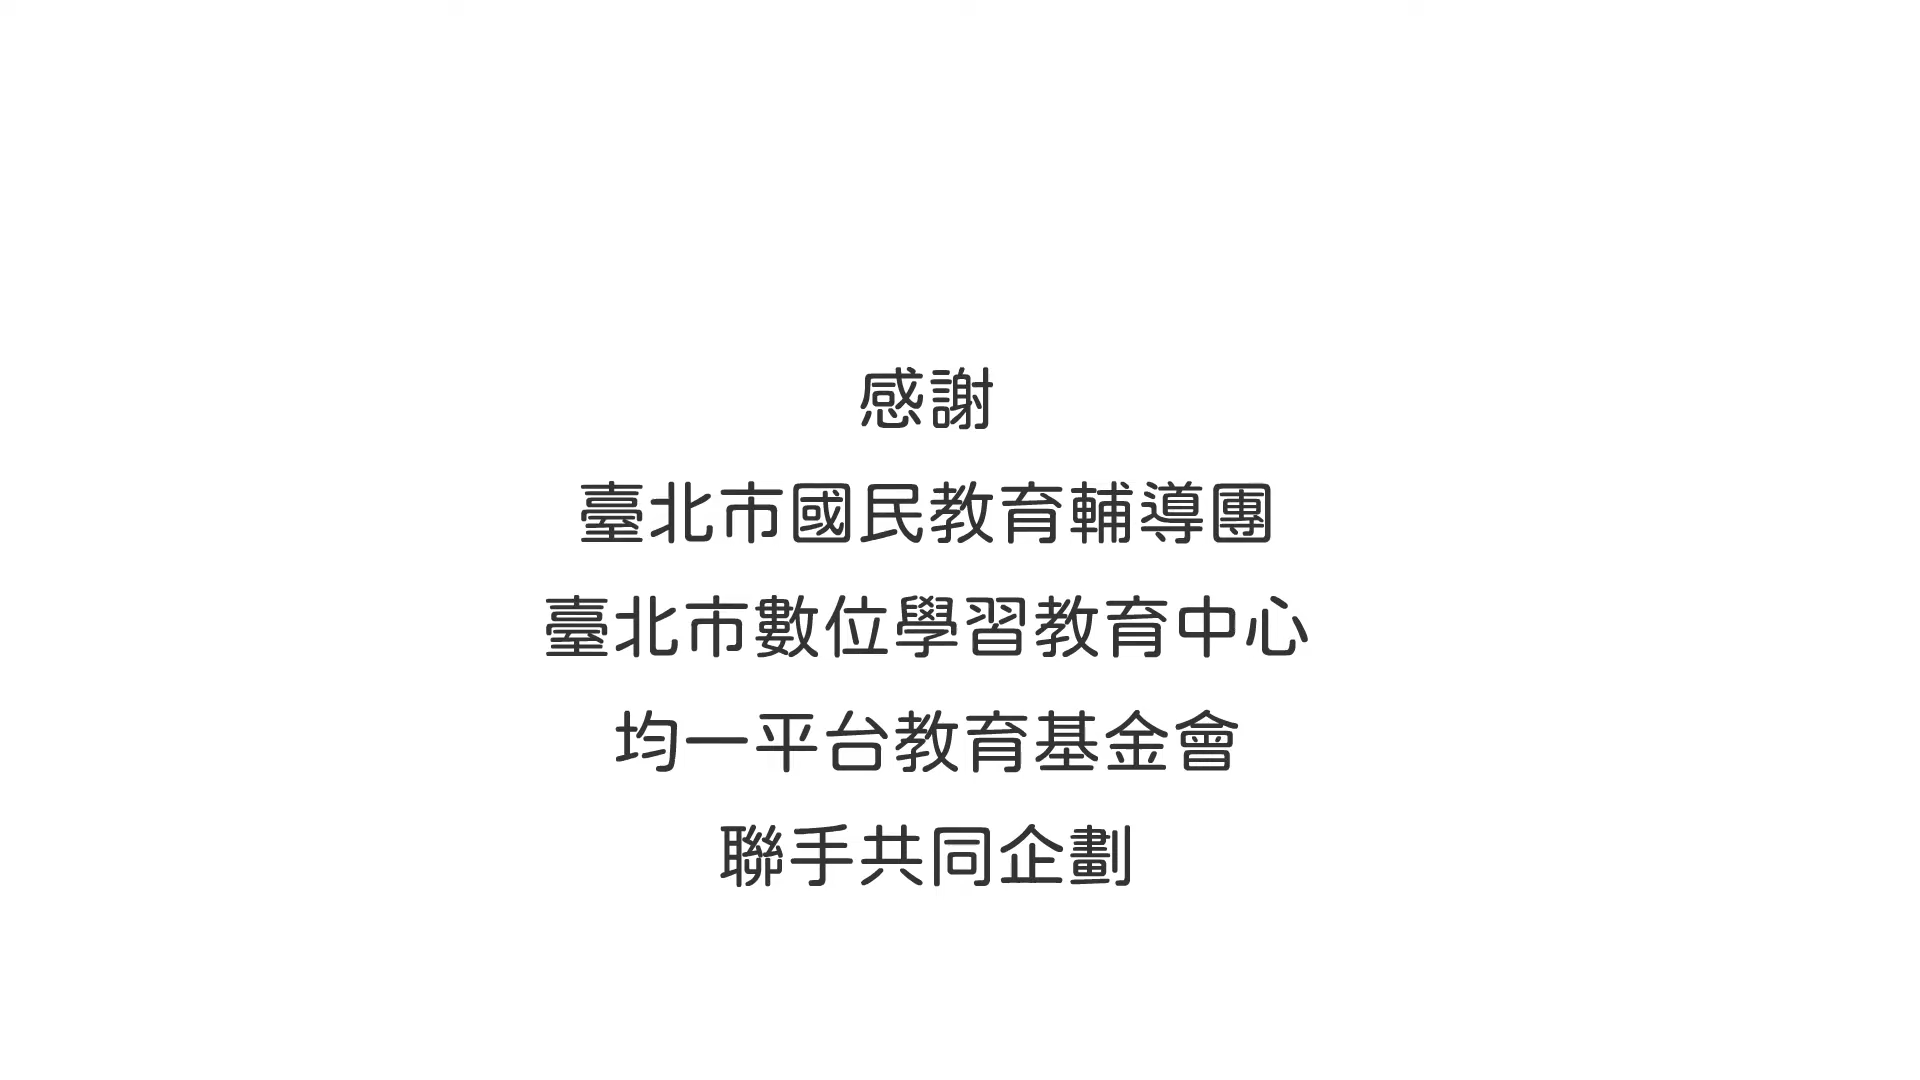 感謝
臺北市國民教育輔導團
臺北市數位學習教育中心
均一平台教育基金會
聯手共同企劃